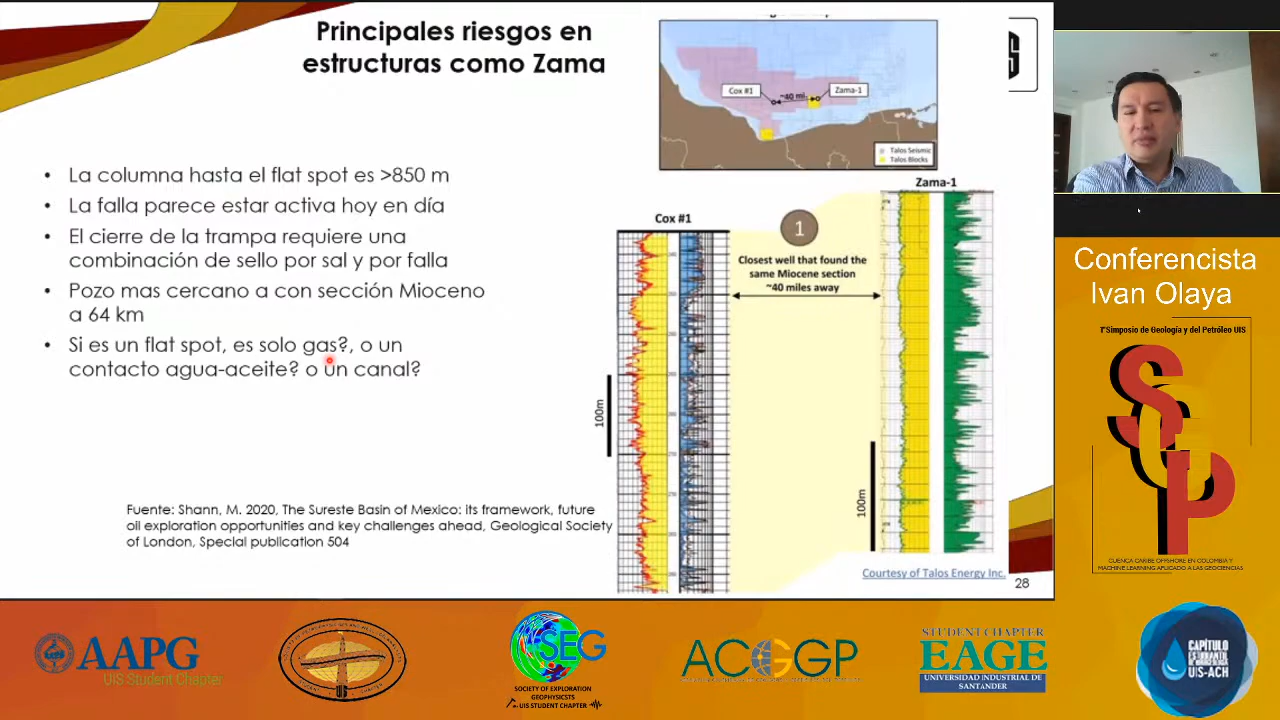 Principales riesgos en
estructuras como Zama
Cox #1
~40 mi.
Zama-1
Talos Seismic
Talos Blocks
• La columna hasta el flat spot es >850 m
• La falla parece estar activa hoy en día
• El cierre de la trampa requiere una
combinación de sello por sal y por falla
• Pozo mas cercano a con sección Mioceno
a 64 km
• Si es un flat spot, es solo gas?, o un
contacto agua-aceite? o un canal?
Cox #1
1
Closest well that found the
same Miocene section
~40 miles away
Zama-1
100m
100m
Fuente: Shann, M. 2020, The Sureste Basin of Mexico: its framework, future
oil exploration opportunities and key challenges ahead, Geological Society
of London, Special publication 504
Courtesy of Talos Energy Inc.
28
Conferencista
Ivan Olaya
1er Simposio de Geología y del Petróleo UIS
SGP
CUENCA CARIBE OFFSHORE EN COLOMBIA Y
MACHINE LEARNING APLICADO A LAS GEOCIENCIAS
AAPG
UIS Student Chapter
SEG
SOCIETY OF EXPLORATION
GEOPHYSICSTS
UIS STUDENT CHAPTER
ACGGP
STUDENT CHAPTER
EAGE
UNIVERSIDAD INDUSTRIAL DE
SANTANDER
CAPÍTULO
ESTUDIANTIL
DE HIDROGEOLOGÍA
UIS-ACH